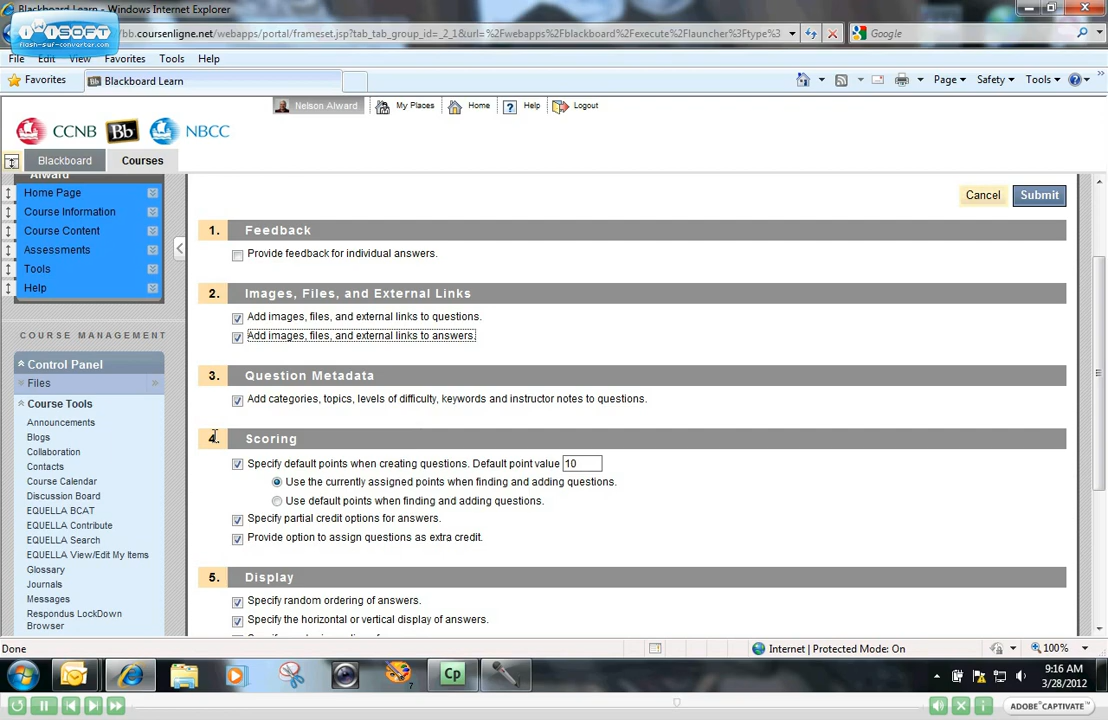 Blackboard Learn - Windows Internet Explorer
iWiSOFT
flash-swf-converter.com
bb.coursenligne.net/webapps/portal/frameset.jsp?tab_tab_group_id=_2_1&url=%2Fwebapps%2Fblackboard%2Fexecute%2Flauncher%3Ftype%3
Google
File Edit View Favorites Tools Help
Favorites
Blackboard Learn
Page Safety Tools
Nelson Alward My Places Home Help Logout
CCNB Bb NBCC
Blackboard Courses
Alward
Home Page
Course Information
Course Content
Assessments
Tools
Help
COURSE MANAGEMENT
Control Panel
Files
Course Tools
Announcements
Blogs
Collaboration
Contacts
Course Calendar
Discussion Board
EQUELLA BCAT
EQUELLA Contribute
EQUELLA Search
EQUELLA View/Edit My Items
Glossary
Journals
Messages
Respondus LockDown
Browser
Cancel Submit
1. Feedback
Provide feedback for individual answers.
2. Images, Files, and External Links
Add images, files, and external links to questions.
Add images, files, and external links to answers.
3. Question Metadata
Add categories, topics, levels of difficulty, keywords and instructor notes to questions.
4. Scoring
Specify default points when creating questions. Default point value 10
Use the currently assigned points when finding and adding questions.
Use default points when finding and adding questions.
Specify partial credit options for answers.
Provide option to assign questions as extra credit.
5. Display
Specify random ordering of answers.
Specify the horizontal or vertical display of answers.
Done
Internet | Protected Mode: On
100%
Cp
7
9:16 AM
3/28/2012
ADOBE CAPTIVATE